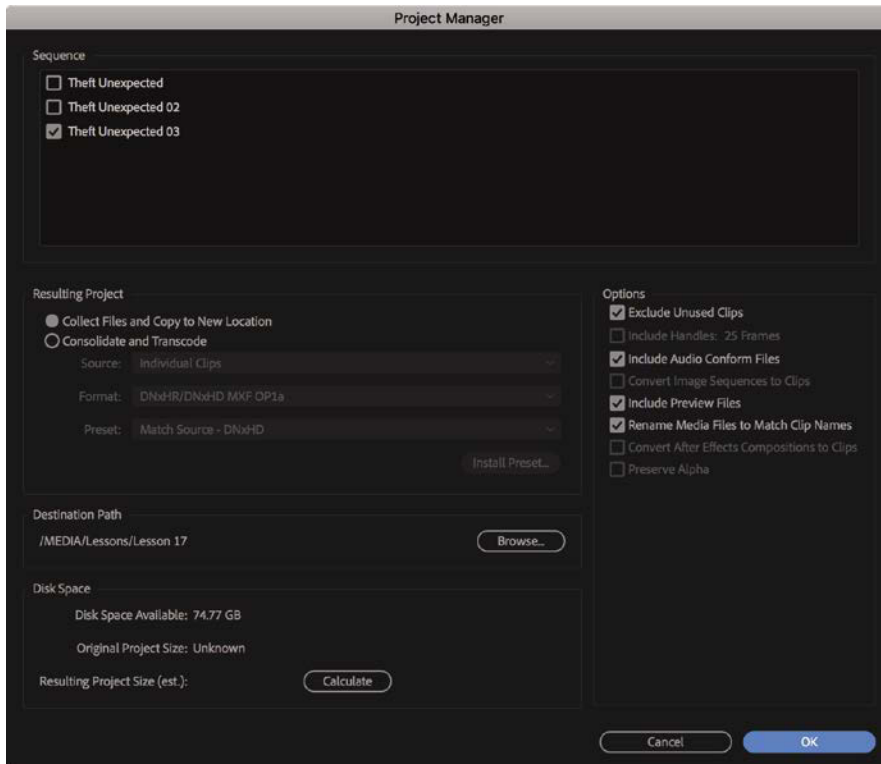 Project Manager
Sequence
Theft Unexpected
Theft Unexpected 02
Theft Unexpected 03
Resulting Project
Collect Files and Copy to New Location
Consolidate and Transcode
Source: Individual Clips
Format: DNxHR/DNxHD MXF OP1a
Preset: Match Source - DNxHD
Install Preset...
Destination Path
/MEDIA/Lessons/Lesson 17
Browse...
Disk Space
Disk Space Available: 74.77 GB
Original Project Size: Unknown
Resulting Project Size (est.):
Calculate
Options
Exclude Unused Clips
Include Handles: 25 Frames
Include Audio Conform Files
Convert Image Sequences to Clips
Include Preview Files
Rename Media Files to Match Clip Names
Convert After Effects Compositions to Clips
Preserve Alpha
Cancel
OK